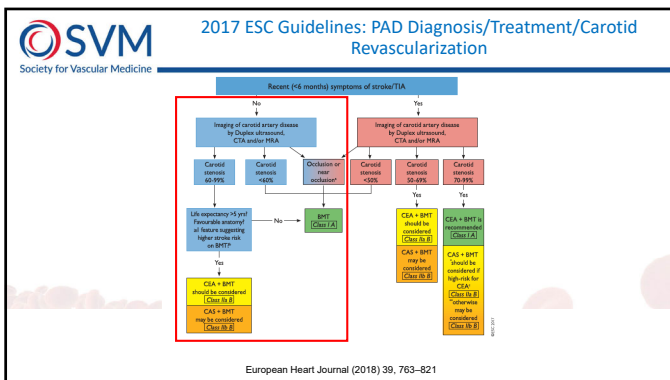 SVM
Society for Vascular Medicine
2017 ESC Guidelines: PAD Diagnosis/Treatment/Carotid
Revascularization
Recent (<6 months) symptoms of stroke/TIA
No
Yes
Imaging of carotid artery disease
by Duplex ultrasound,
CTA and/or MRA
Imaging of carotid artery disease
by Duplex ultrasound,
CTA and/or MRA
Carotid
stenosis
60-99%
Carotid
stenosis
<60%
Occlusion or
near
occlusion
Carotid
stenosis
<50%
Carotid
stenosis
50-69%
Carotid
stenosis
70-99%
Life expectancy >5 yrs?
Favourable anatomy?
≥1 feature suggesting
higher stroke risk
on BMT?
No
BMT
Class I A
Yes
CEA + BMT
should be considered
Class IIa B
CAS + BMT
may be considered
Class IIb B
Yes
CEA + BMT
should be
considered
Class IIa B
CAS + BMT
may be
considered
Class IIb B
Yes
CEA + BMT is
recommended
Class I A
CAS + BMT
should be
considered if
high-risk for
CEA
Class IIa B
otherwise
may be
considered
Class IIb B
European Heart Journal (2018) 39, 763–821